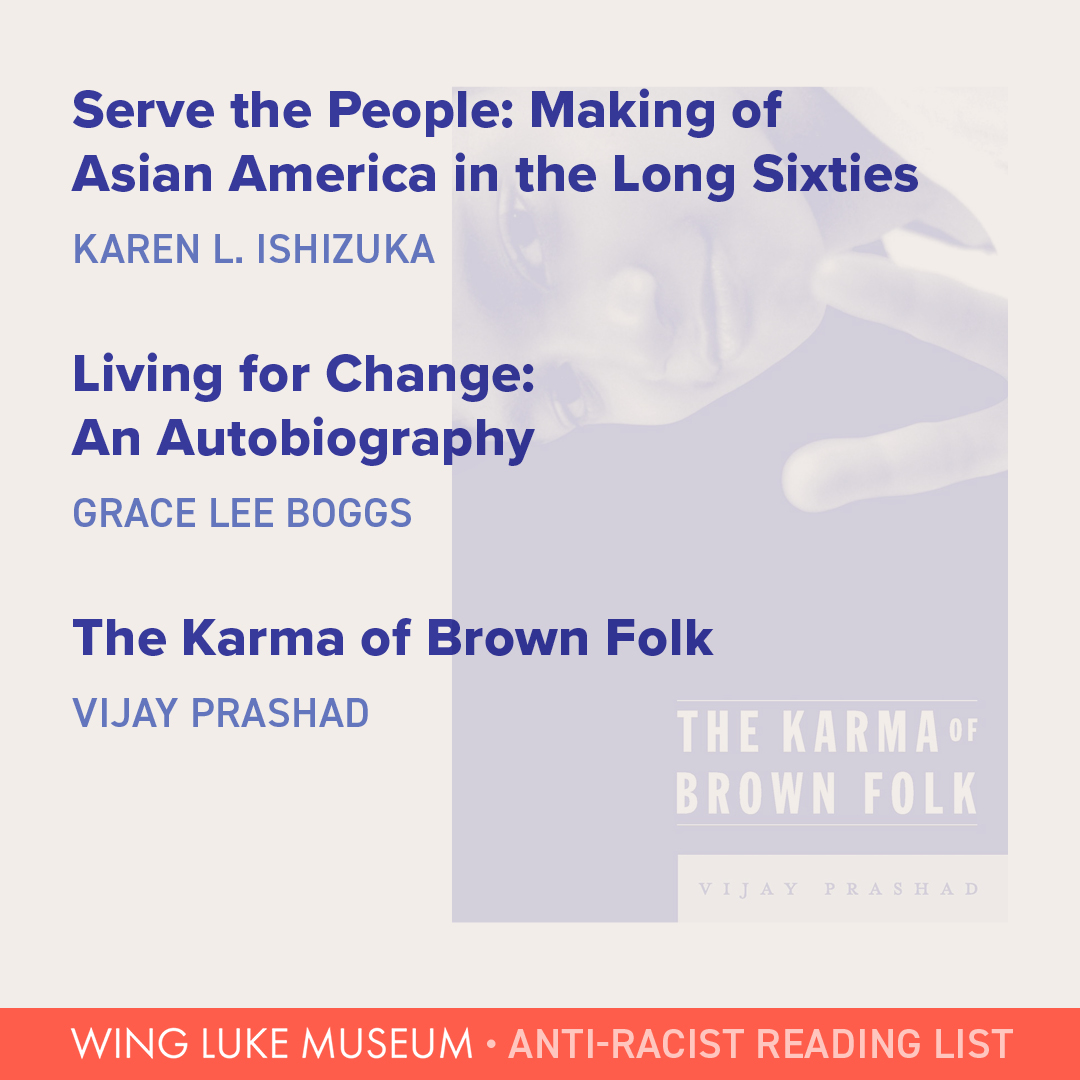 Serve the People: Making of
Asian America in the Long Sixties
KAREN L. ISHIZUKA
Living for Change:
An Autobiography
GRACE LEE BOGGS
The Karma of Brown Folk
VIJAY PRASHAD
THE KARMA OF
BROWN FOLK
VIJAY PRASHAD
WING LUKE MUSEUM • ANTI-RACIST READING LIST